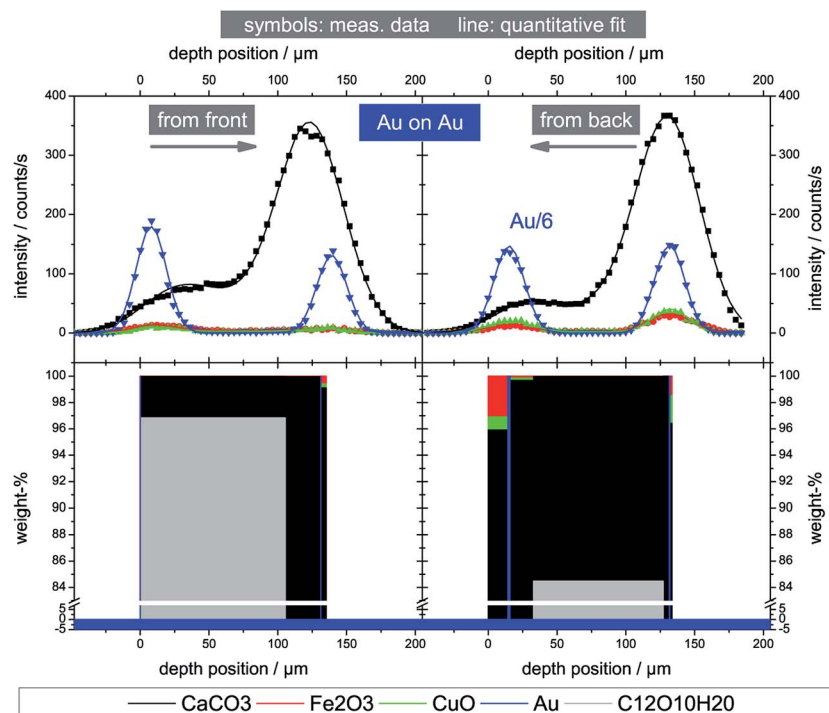 symbols: meas. data line: quantitative fit
depth position / µm depth position / µm
0 50 100 150 200 0 50 100 150 200
400 400
from front Au on Au from back
300 300
Au/6
200 200
100 100
0 0
intensity / counts/s intensity / counts/s
100 100
98 98
96 96
94 94
92 92
90 90
88 88
86 86
84 84
5 5
0 0
-5 -5
weight-% weight-%
0 50 100 150 200 0 50 100 150 200
depth position / µm depth position / µm
CaCO3 Fe2O3 CuO Au C12O10H20